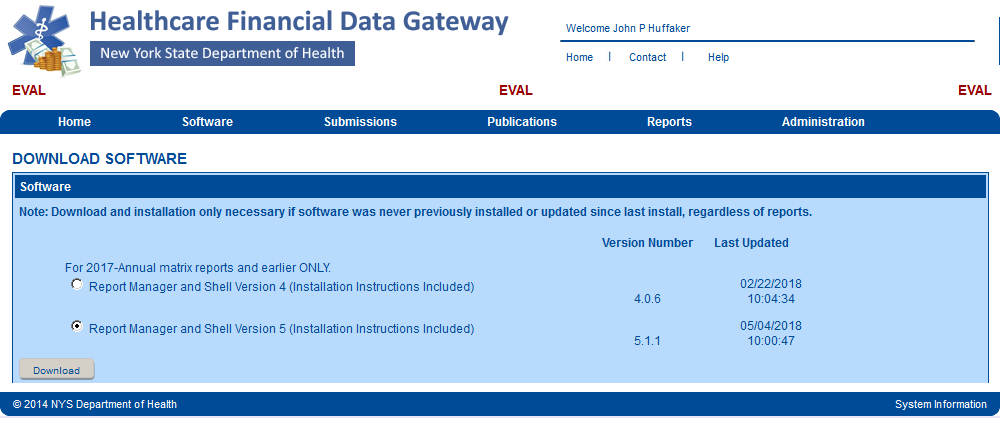 Healthcare Financial Data Gateway
New York State Department of Health
Welcome John P Huffaker
Home | Contact | Help
EVAL EVAL EVAL
Home Software Submissions Publications Reports Administration
DOWNLOAD SOFTWARE
Software
Note: Download and installation only necessary if software was never previously installed or updated since last install, regardless of reports.
Version Number Last Updated
For 2017-Annual matrix reports and earlier ONLY.
Report Manager and Shell Version 4 (Installation Instructions Included) 4.0.6 02/22/2018
10:04:34
Report Manager and Shell Version 5 (Installation Instructions Included) 5.1.1 05/04/2018
10:00:47
Download
© 2014 NYS Department of Health System Information